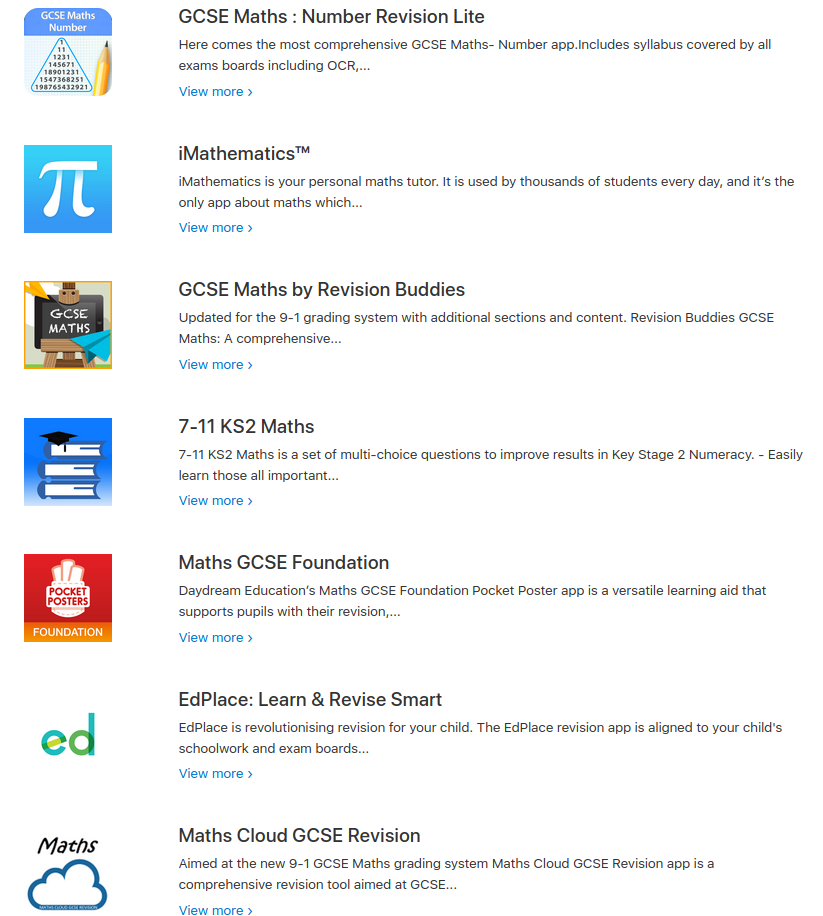 GCSE Maths
Number
1
11
1231
145671
18901231
1547368251
198765432921
GCSE Maths : Number Revision Lite
Here comes the most comprehensive GCSE Maths- Number app.Includes syllabus covered by all
exams boards including OCR,...
View more ›
π
iMathematics™
iMathematics is your personal maths tutor. It is used by thousands of students every day, and it’s the
only app about maths which...
View more ›
GCSE
MATHS
GCSE Maths by Revision Buddies
Updated for the 9-1 grading system with additional sections and content. Revision Buddies GCSE
Maths: A comprehensive...
View more ›
7-11 KS2 Maths
7-11 KS2 Maths is a set of multi-choice questions to improve results in Key Stage 2 Numeracy. - Easily
learn those all important...
View more ›
POCKET
POSTERS
FOUNDATION
Maths GCSE Foundation
Daydream Education’s Maths GCSE Foundation Pocket Poster app is a versatile learning aid that
supports pupils with their revision,...
View more ›
ed
EdPlace: Learn & Revise Smart
EdPlace is revolutionising revision for your child. The EdPlace revision app is aligned to your child's
schoolwork and exam boards...
View more ›
Maths
MATHS CLOUD GCSE REVISION
Maths Cloud GCSE Revision
Aimed at the new 9-1 GCSE Maths grading system Maths Cloud GCSE Revision app is a
comprehensive revision tool aimed at GCSE...
View more ›